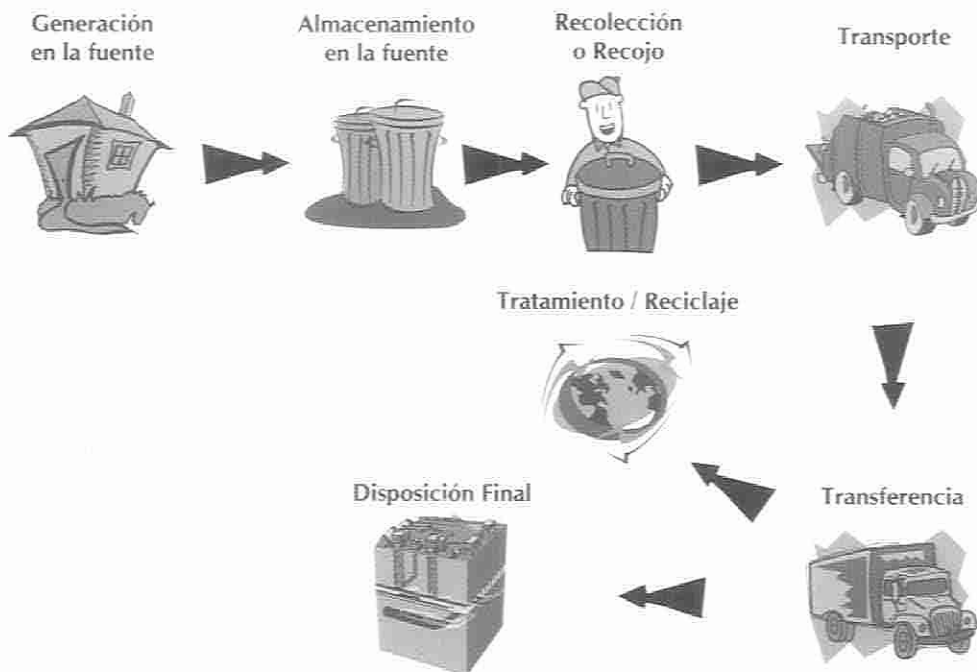 Generación
en la fuente
Almacenamiento
en la fuente
Recolección
o Recojo
Transporte
Tratamiento / Reciclaje
Disposición Final
Transferencia